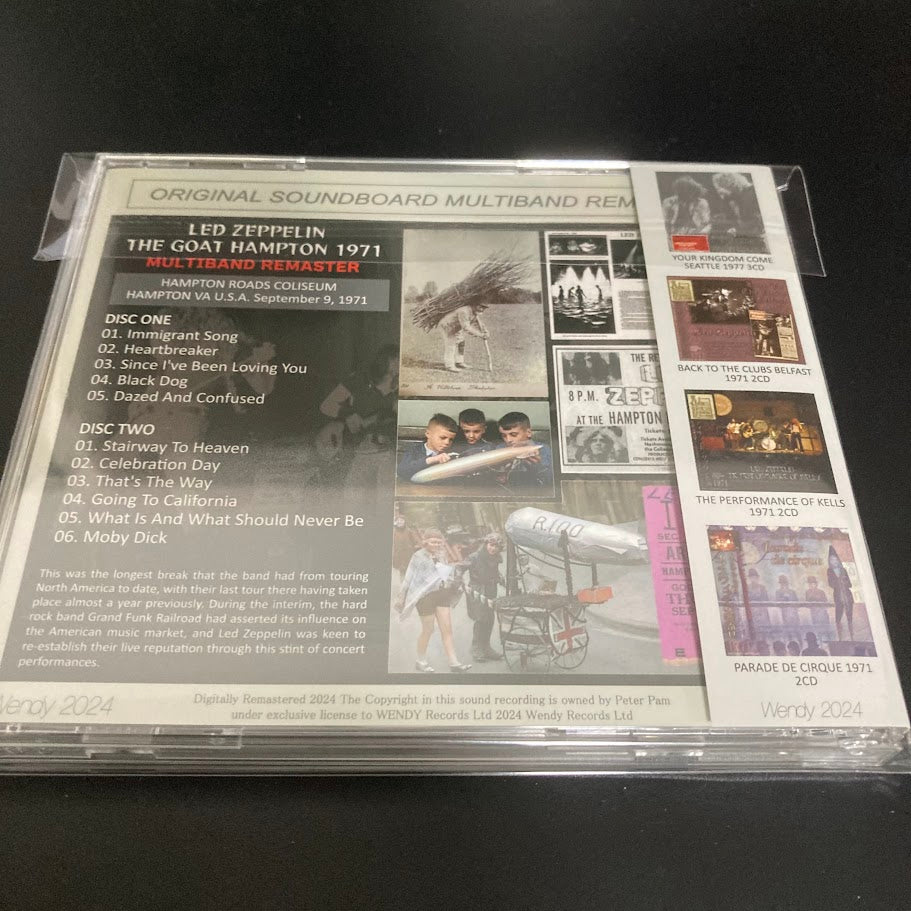 ORIGINAL SOUNDBOARD MULTIBAND REM
LED ZEPPELIN
THE GOAT HAMPTON 1971
MULTIBAND REMASTER
HAMPTON ROADS COLISEUM
HAMPTON VA U.S.A. September 9, 1971
DISC ONE
01. Immigrant Song
02. Heartbreaker
03. Since I've Been Loving You
04. Black Dog
05. Dazed And Confused
DISC TWO
01. Stairway To Heaven
02. Celebration Day
03. That's The Way
04. Going To California
05. What Is And What Should Never Be
06. Moby Dick
This was the longest break that the band had from touring
North America to date, with their last tour there having taken
place almost a year previously. During the interim, the hard
rock band Grand Funk Railroad had asserted its influence on
the American music market, and Led Zeppelin was keen to
re-establish their live reputation through this stint of concert
performances.
8 P.M.
ZEPP
AT THE HAMPTON
R.100
Wendy 2024
Digitally Remastered 2024 The Copyright in this sound recording is owned by Peter Pam
under exclusive license to WENDY Records Ltd 2024 Wendy Records Ltd
YOUR KINGDOM COME
SEATTLE 1977 3CD
BACK TO THE CLUBS BELFAST
1971 2CD
THE PERFORMANCE OF KELLS
1971 2CD
PARADE DE CIRQUE 1971
2CD
Wendy 2024